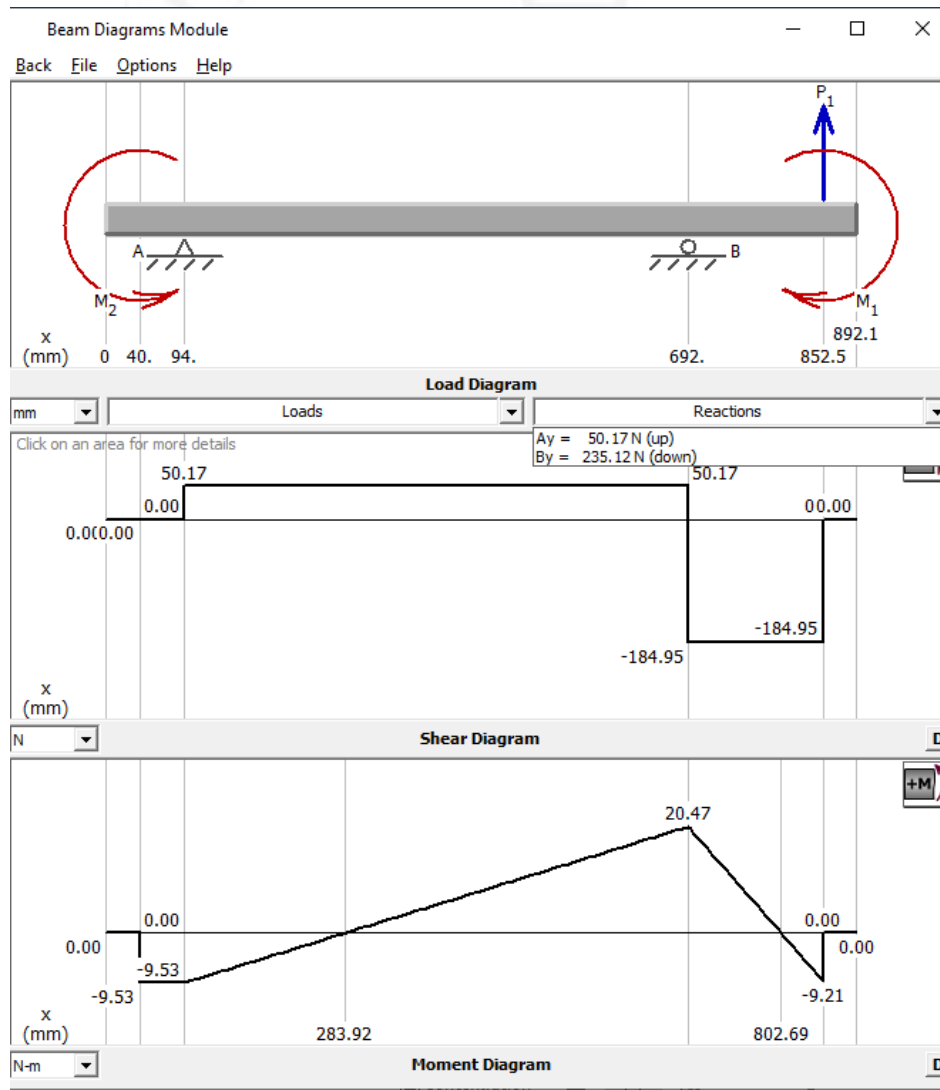 Beam Diagrams Module
Back File Options Help
P1
A
B
M2
M1
x
(mm)
0 40. 94. 692. 852.5 892.1
Load Diagram
mm Loads Reactions
Click on an area for more details
Ay = 50.17 N (up)
By = 235.12 N (down)
50.17 50.17
0.00 00.00
0.00.00
-184.95
-184.95
x
(mm)
N Shear Diagram D
+M
20.47
0.00 0.00
0.00 0.00
-9.53
-9.53 -9.21
x
(mm)
283.92 802.69
N-m Moment Diagram D